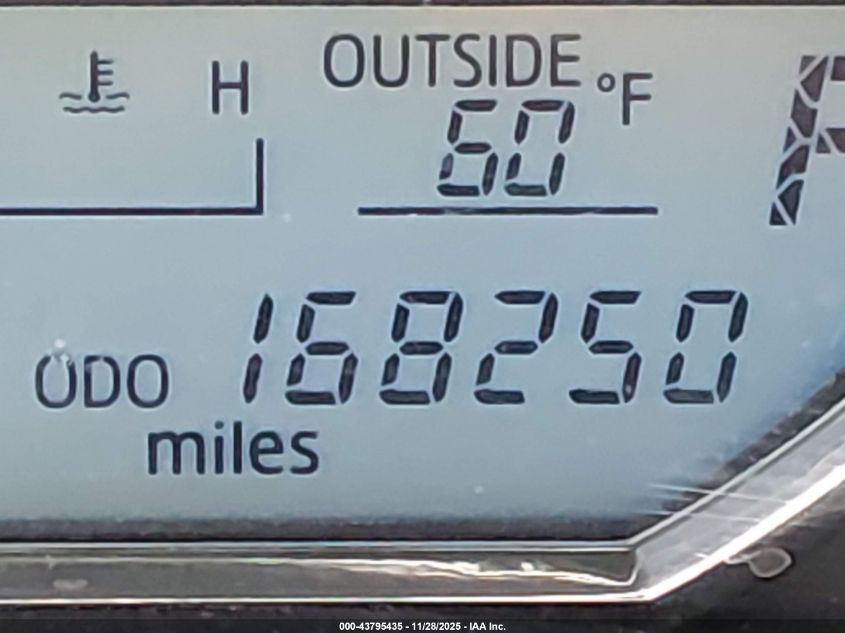 H
OUTSIDE
60 °F
P
ODO 168250
miles
000-43795435 - 11/28/2025 - IAA Inc.